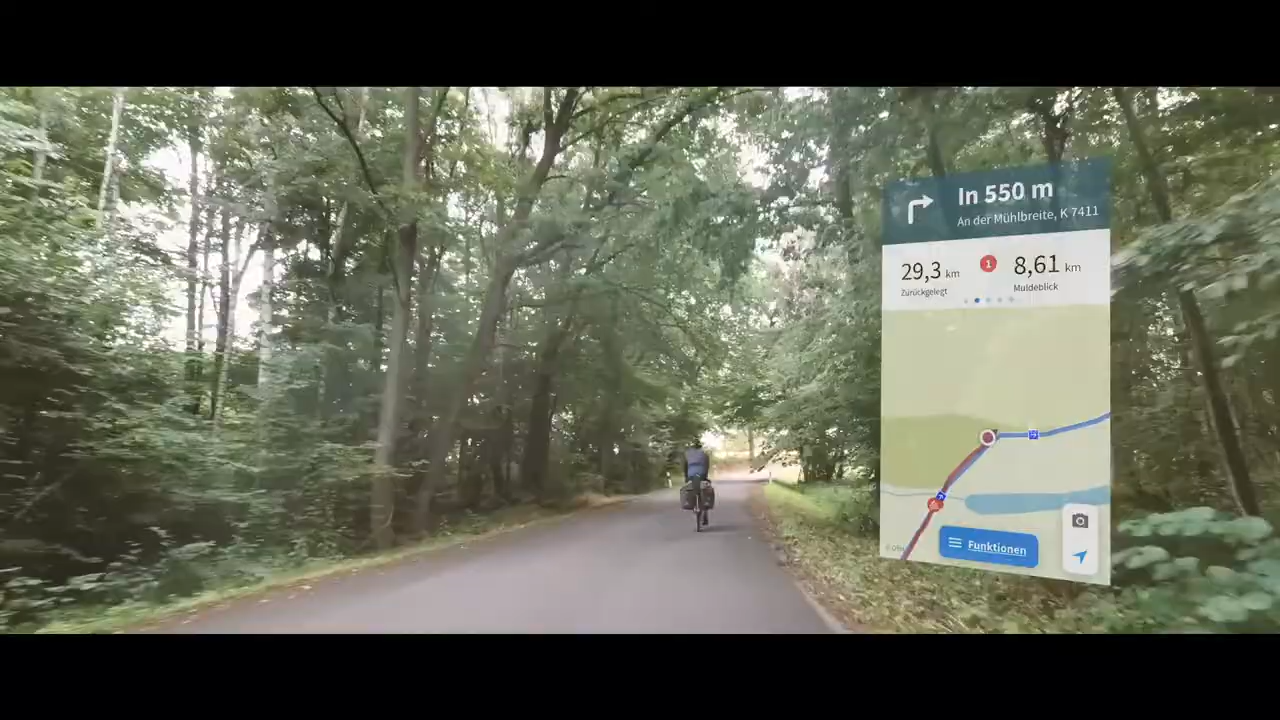 In 550 m
An der Mühlbreite, K 7411
29,3 km
1
8,61 km
Zurückgelegt
Muldeblick
Funktionen